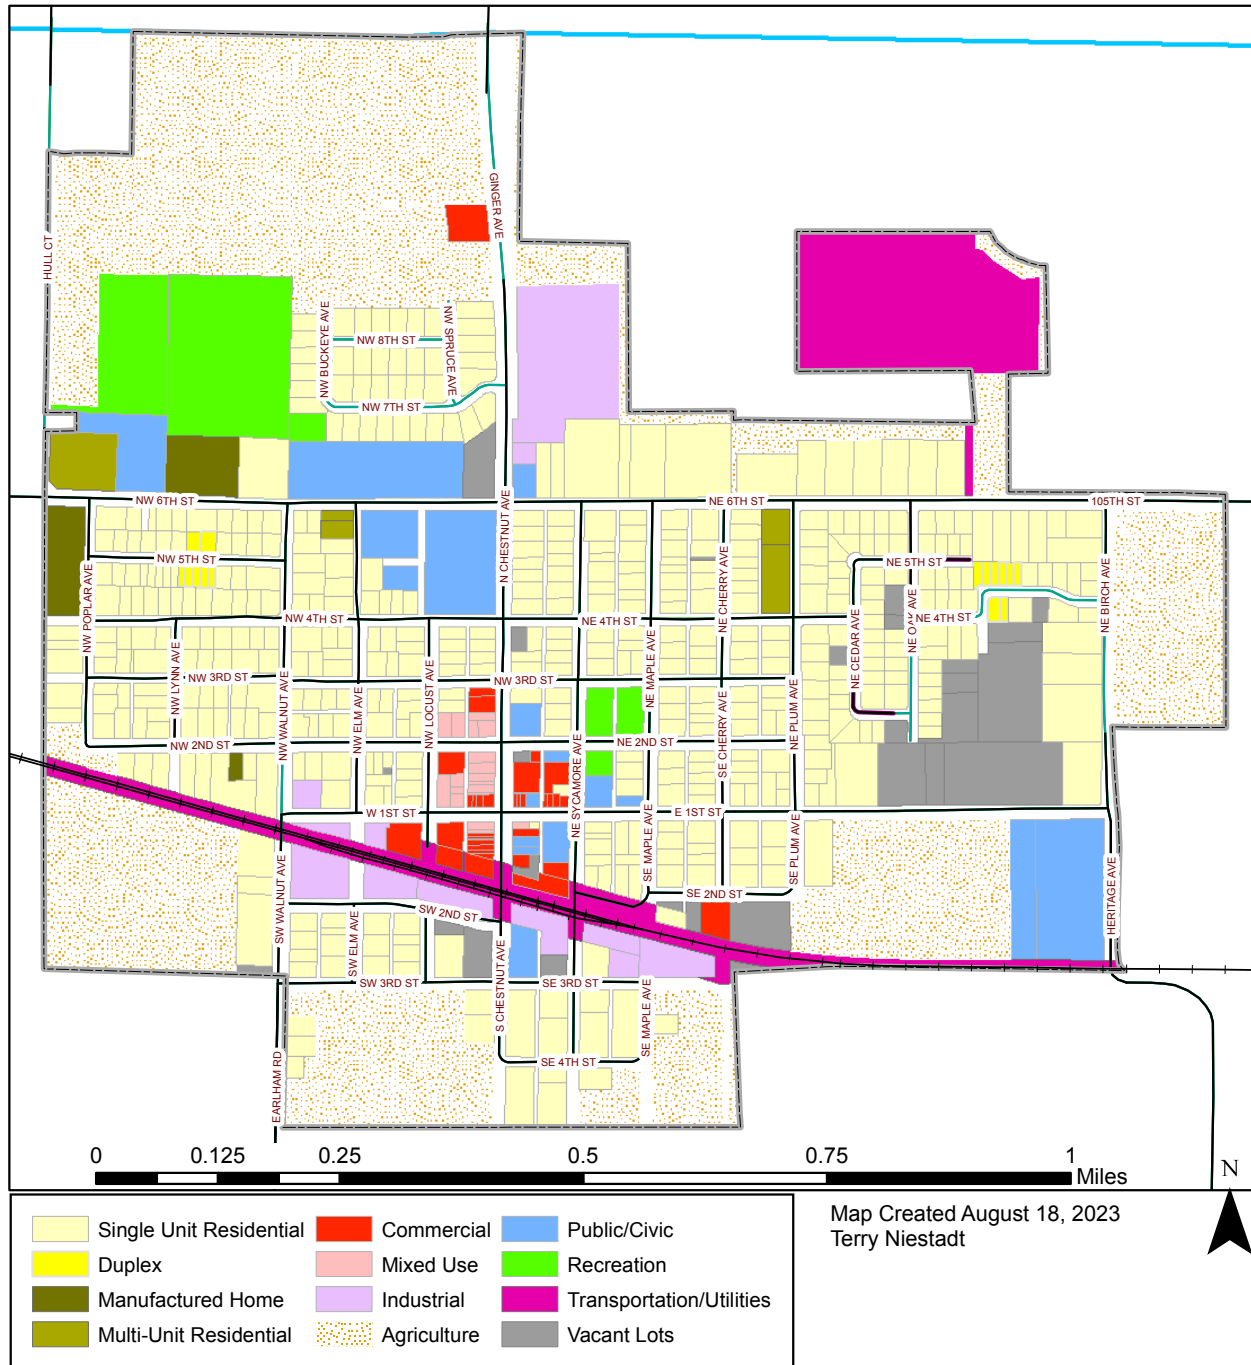 HULL CT
GINGER AVE
NW BUCKEYE AVE
NW 8TH ST
NW SPRUCE AVE
NW 7TH ST
NW 6TH ST
N CHESTNUT AVE
NE 6TH ST
105TH ST
NW 5TH ST
NE 5TH ST
NW POPLAR AVE
NE CHERRY AVE
NE OAK AVE
NE BIRCH AVE
NW 4TH ST
NE 4TH ST
NE 4TH ST
NW LYNN AVE
NW WALNUT AVE
NW ELM AVE
NW LOCUST AVE
NE MAPLE AVE
NE PLUM AVE
NE CEDAR AVE
NW 3RD ST
NW 3RD ST
NW 2ND ST
NE 2ND ST
NE SYCAMORE AVE
SE CHERRY AVE
W 1ST ST
E 1ST ST
SE MAPLE AVE
SE PLUM AVE
SW WALNUT AVE
SW 2ND ST
SE 2ND ST
HERITAGE AVE
SW ELM AVE
S CHESTNUT AVE
SW 3RD ST
SE 3RD ST
SE MAPLE AVE
EARLHAM RD
SE 4TH ST
0 0.125 0.25 0.5 0.75 1
Miles
N
Single Unit Residential
Duplex
Manufactured Home
Multi-Unit Residential
Commercial
Mixed Use
Industrial
Agriculture
Public/Civic
Recreation
Transportation/Utilities
Vacant Lots
Map Created August 18, 2023
Terry Niestadt